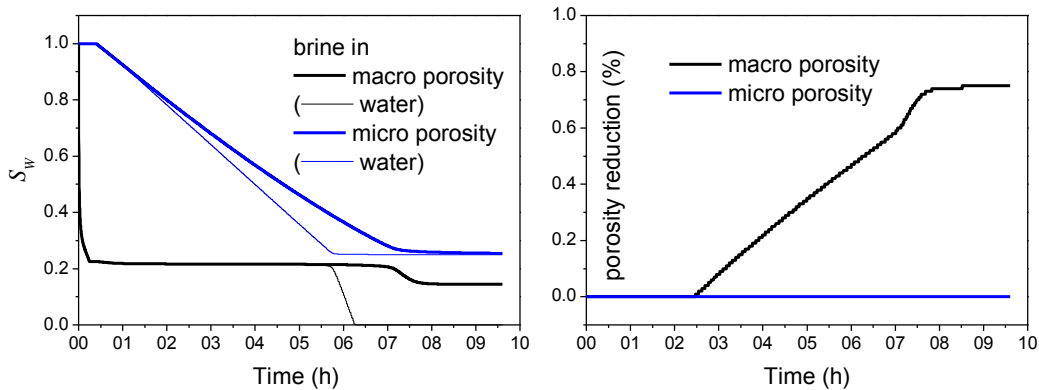 1.0
0.8
0.6
0.4
0.2
0.0
S_w
00 01 02 03 04 05 06 07 08 09 10
Time (h)
brine in
macro porosity
( water)
micro porosity
( water)
0.8
0.6
0.4
0.2
0.0
porosity reduction (%)
00 01 02 03 04 05 06 07 08 09 10
Time (h)
macro porosity
micro porosity